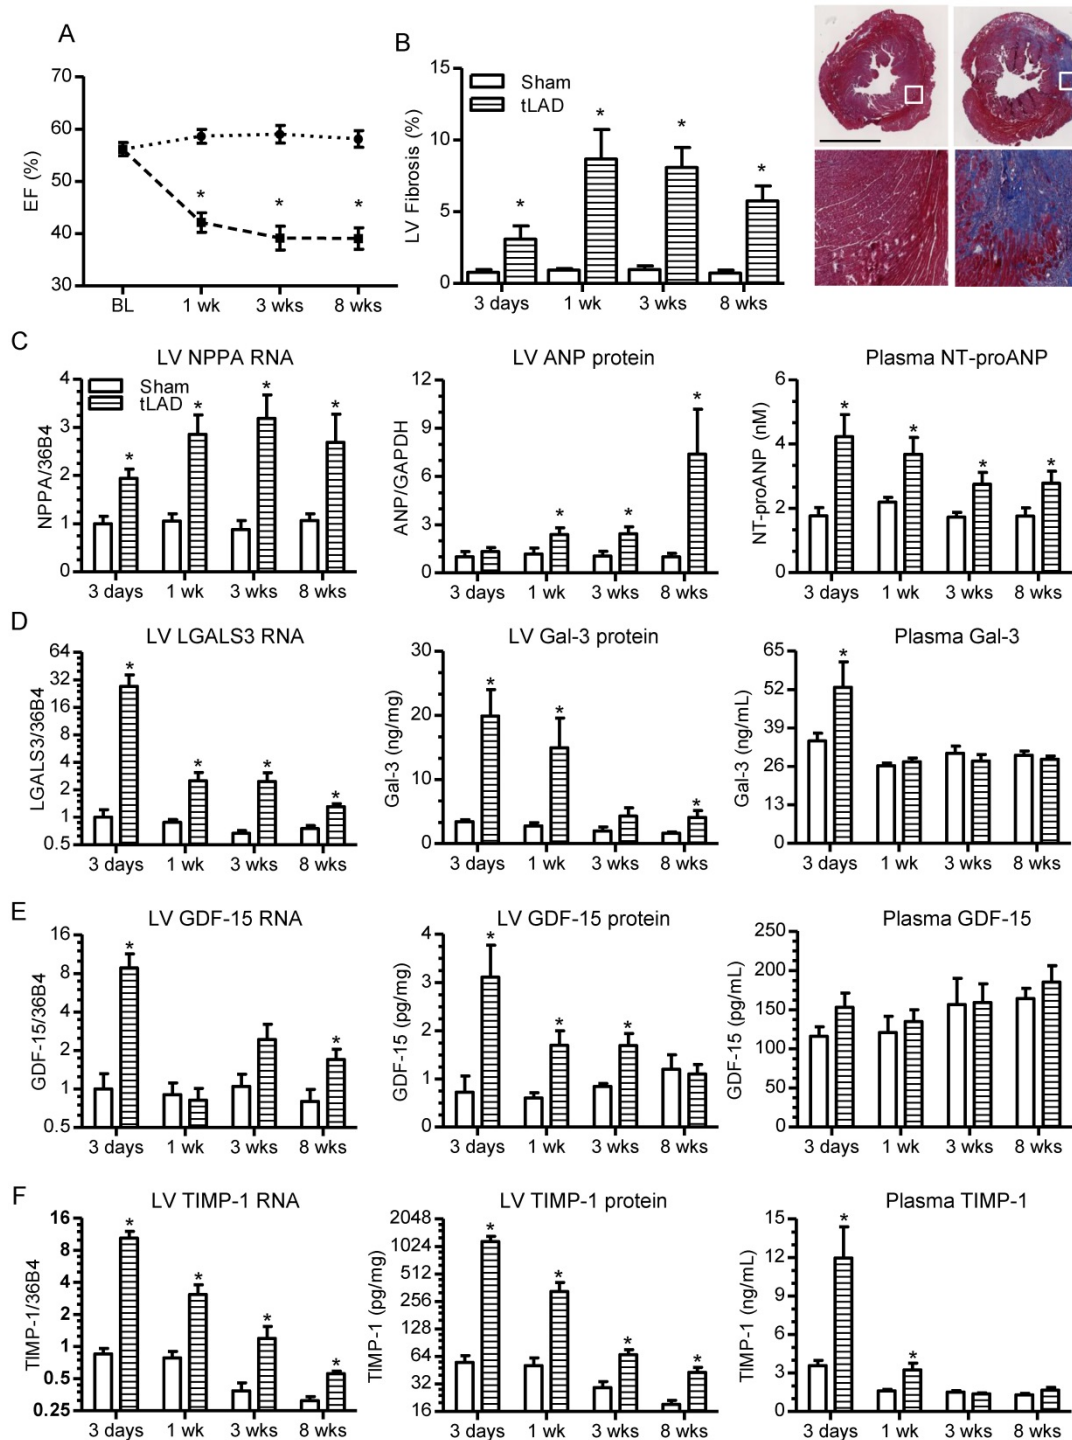 A
EF (%)
70
60
50
40
30
BL 1 wk 3 wks 8 wks
* * *
B
LV Fibrosis (%)
15
10
5
0
Sham
tLAD
* * * *
3 days 1 wk 3 wks 8 wks
C
LV NPPA RNA
NPPA/36B4
4
3
2
1
0
Sham
tLAD
* * * *
3 days 1 wk 3 wks 8 wks
LV ANP protein
ANP/GAPDH
12
9
6
3
0
* * *
3 days 1 wk 3 wks 8 wks
Plasma NT-proANP
NT-proANP (nM)
6
4
2
0
* * * *
3 days 1 wk 3 wks 8 wks
D
LV LGALS3 RNA
LGALS3/36B4
64
32
16
8
4
2
1
0.5
* * * *
3 days 1 wk 3 wks 8 wks
LV Gal-3 protein
Gal-3 (ng/mg)
30
20
10
0
* * *
3 days 1 wk 3 wks 8 wks
Plasma Gal-3
Gal-3 (ng/mL)
65
52
39
26
13
0
*
3 days 1 wk 3 wks 8 wks
E
LV GDF-15 RNA
GDF-15/36B4
16
8
4
2
1
0.5
* *
3 days 1 wk 3 wks 8 wks
LV GDF-15 protein
GDF-15 (pg/mg)
4
3
2
1
0
* * *
3 days 1 wk 3 wks 8 wks
Plasma GDF-15
GDF-15 (pg/mL)
250
200
150
100
50
0
3 days 1 wk 3 wks 8 wks
F
LV TIMP-1 RNA
TIMP-1/36B4
16
8
4
2
1
0.5
0.25
* * * *
3 days 1 wk 3 wks 8 wks
LV TIMP-1 protein
TIMP-1 (pg/mg)
2048
1024
512
256
128
64
32
16
* * * *
3 days 1 wk 3 wks 8 wks
Plasma TIMP-1
TIMP-1 (ng/mL)
15
12
9
6
3
0
* *
3 days 1 wk 3 wks 8 wks